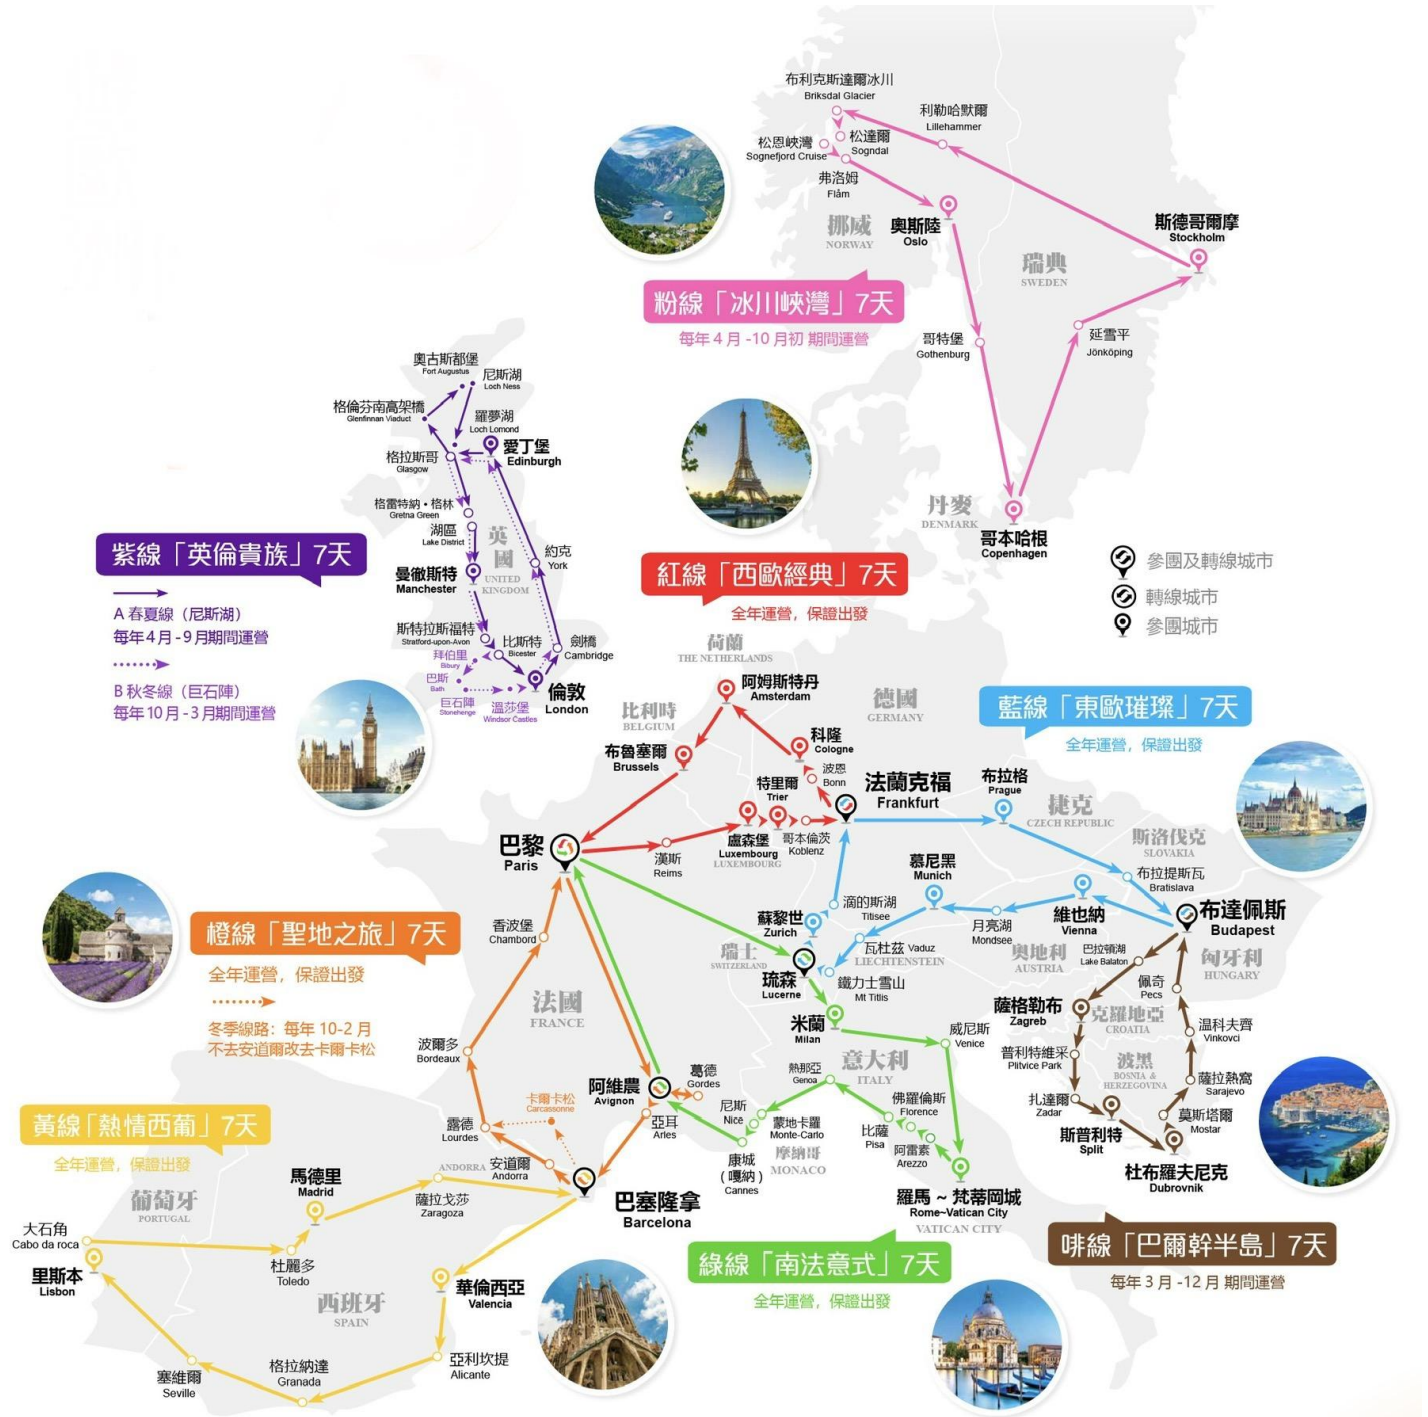 布利克斯達爾冰川
Briksdal Glacier
利勒哈默爾
Lillehammer
松恩峽灣
Sognefjord Cruise
松達爾
Sogndal
弗洛姆
Flåm
挪威
NORWAY
奧斯陸
Oslo
斯德哥爾摩
Stockholm
瑞典
SWEDEN
粉線「冰川峽灣」7天
每年 4 月 -10 月初 期間運營
哥特堡
Gothenburg
延雪平
Jönköping
丹麥
DENMARK
哥本哈根
Copenhagen
奧古斯都堡
Fort Augustus
尼斯湖
Loch Ness
格倫芬南高架橋
Glenfinnan Viaduct
羅夢湖
Loch Lomond
愛丁堡
Edinburgh
格拉斯哥
Glasgow
格雷特納・格林
Gretna Green
湖區
Lake District
英國
UNITED
KINGDOM
約克
York
曼徹斯特
Manchester
斯特拉斯福特
Stratford-upon-Avon
比斯特
Bicester
劍橋
Cambridge
拜伯里
Bibury
巴斯
Bath
巨石陣
Stonehenge
溫莎堡
Windsor Castles
倫敦
London
紫線「英倫貴族」7天
A 春夏線（尼斯湖）
每年 4 月 - 9 月期間運營
B 秋冬線（巨石陣）
每年 10 月 - 3 月期間運營
參團及轉線城市
轉線城市
參團城市
紅線「西歐經典」7天
全年運營，保證出發
荷蘭
THE NETHERLANDS
阿姆斯特丹
Amsterdam
德國
GERMANY
比利時
BELGIUM
布魯塞爾
Brussels
科隆
Cologne
波恩
Bonn
特里爾
Trier
法蘭克福
Frankfurt
盧森堡
Luxembourg
LUXEMBOURG
哥本倫茨
Koblenz
巴黎
Paris
漢斯
Reims
藍線「東歐璀璨」7天
全年運營，保證出發
布拉格
Prague
捷克
CZECH REPUBLIC
斯洛伐克
SLOVAKIA
布拉提斯瓦
Bratislava
慕尼黑
Munich
滴的斯湖
Titisee
蘇黎世
Zurich
月亮湖
Mondsee
維也納
Vienna
布達佩斯
Budapest
瓦杜茲 Vaduz
LIECHTENSTEIN
瑞士
SWITZERLAND
琉森
Lucerne
鐵力士雪山
Mt Titlis
奧地利
AUSTRIA
巴拉頓湖
Lake Balaton
匈牙利
HUNGARY
佩奇
Pecs
橙線「聖地之旅」7天
全年運營，保證出發
冬季線路：每年 10-2 月
不去安道爾改去卡爾卡松
香波堡
Chambord
法國
FRANCE
波爾多
Bordeaux
露德
Lourdes
卡爾卡松
Carcassonne
安道爾
Andorra
ANDORRA
阿維農
Avignon
葛德
Gordes
亞耳
Arles
米蘭
Milan
威尼斯
Venice
熱那亞
Genoa
意大利
ITALY
尼斯
Nice
蒙地卡羅
Monte-Carlo
摩納哥
MONACO
康城
（嘎納）
Cannes
佛羅倫斯
Florence
比薩
Pisa
阿雷素
Arezzo
羅馬 ~ 梵蒂岡城
Rome~Vatican City
VATICAN CITY
薩格勒布
Zagreb
克羅地亞
CROATIA
普利特維采
Plitvice Park
波黑
BOSNIA &
HERZEGOVINA
温科夫齊
Vinkovci
薩拉熱窩
Sarajevo
扎達爾
Zadar
斯普利特
Split
莫斯塔爾
Mostar
杜布羅夫尼克
Dubrovnik
黃線「熱情西葡」7天
全年運營，保證出發
葡萄牙
PORTUGAL
馬德里
Madrid
薩拉戈莎
Zaragoza
巴塞隆拿
Barcelona
大石角
Cabo da roca
里斯本
Lisbon
杜麗多
Toledo
西班牙
SPAIN
華倫西亞
Valencia
亞利坎提
Alicante
格拉納達
Granada
塞維爾
Seville
綠線「南法意式」7天
全年運營，保證出發
啡線「巴爾幹半島」7天
每年 3 月 -12 月 期間運營